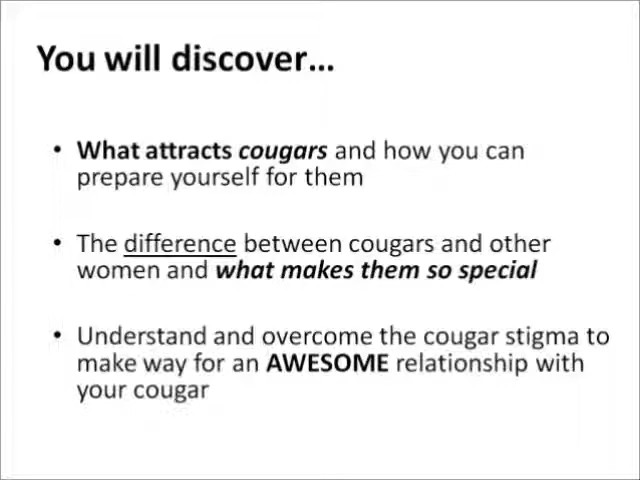 You will discover...
• What attracts cougars and how you can
prepare yourself for them
• The difference between cougars and other
women and what makes them so special
• Understand and overcome the cougar stigma to
make way for an AWESOME relationship with
your cougar